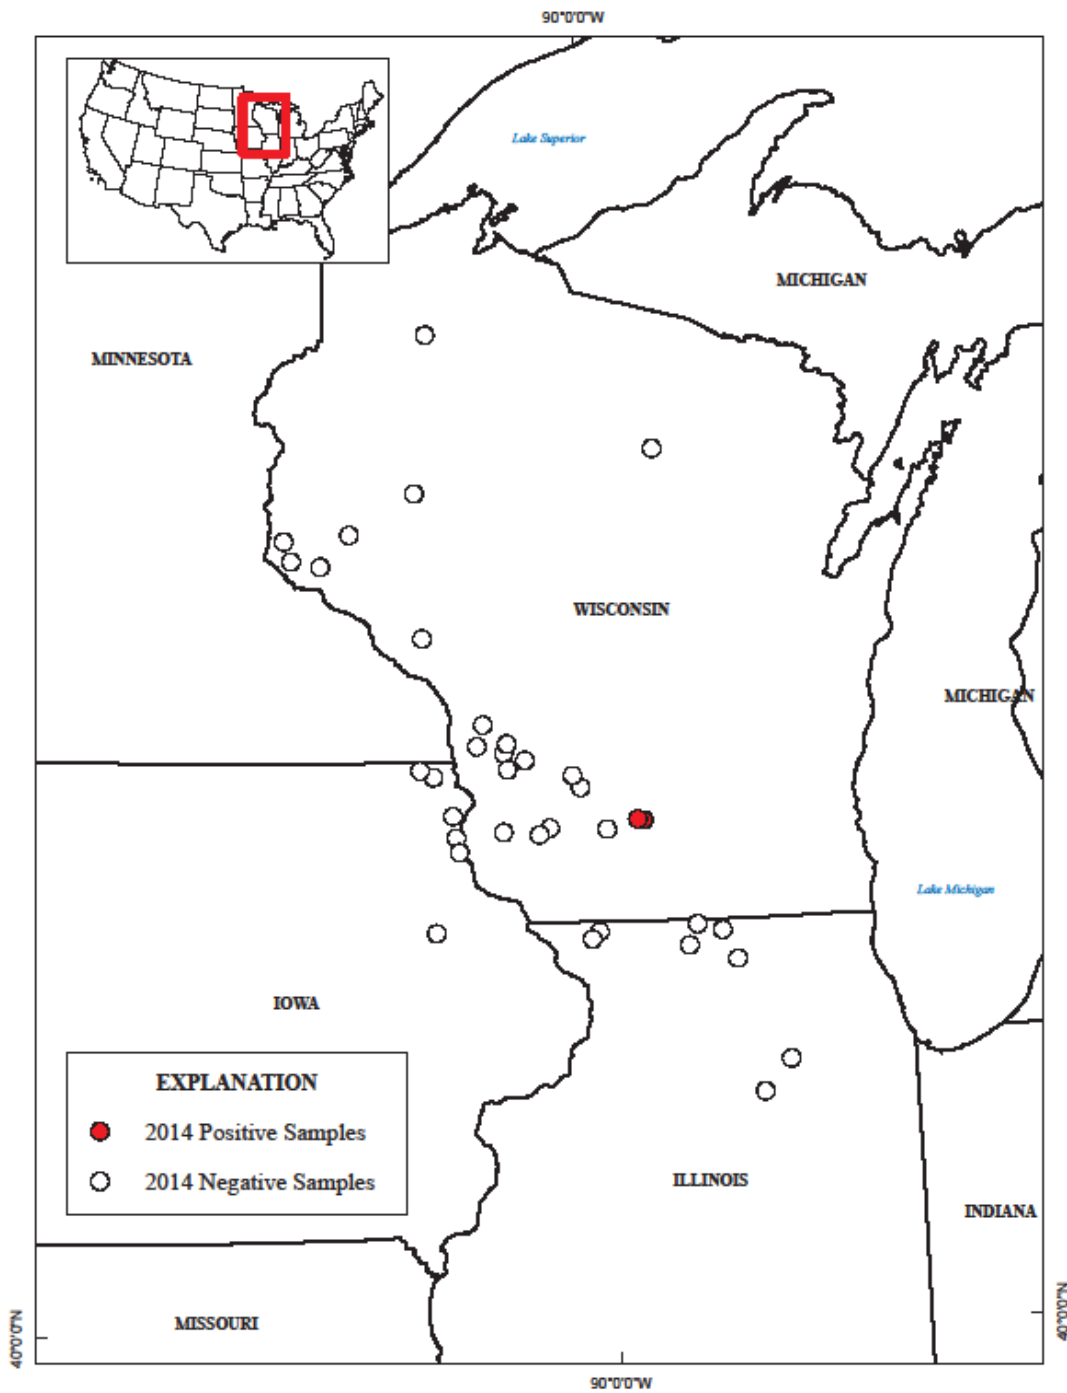 90°0'0"W
Lake Superior
MICHIGAN
MINNESOTA
WISCONSIN
MICHIGAN
Lake Michigan
IOWA
EXPLANATION
2014 Positive Samples
2014 Negative Samples
ILLINOIS
INDIANA
MISSOURI
40°0'0"N
40°0'0"N
90°0'0"W